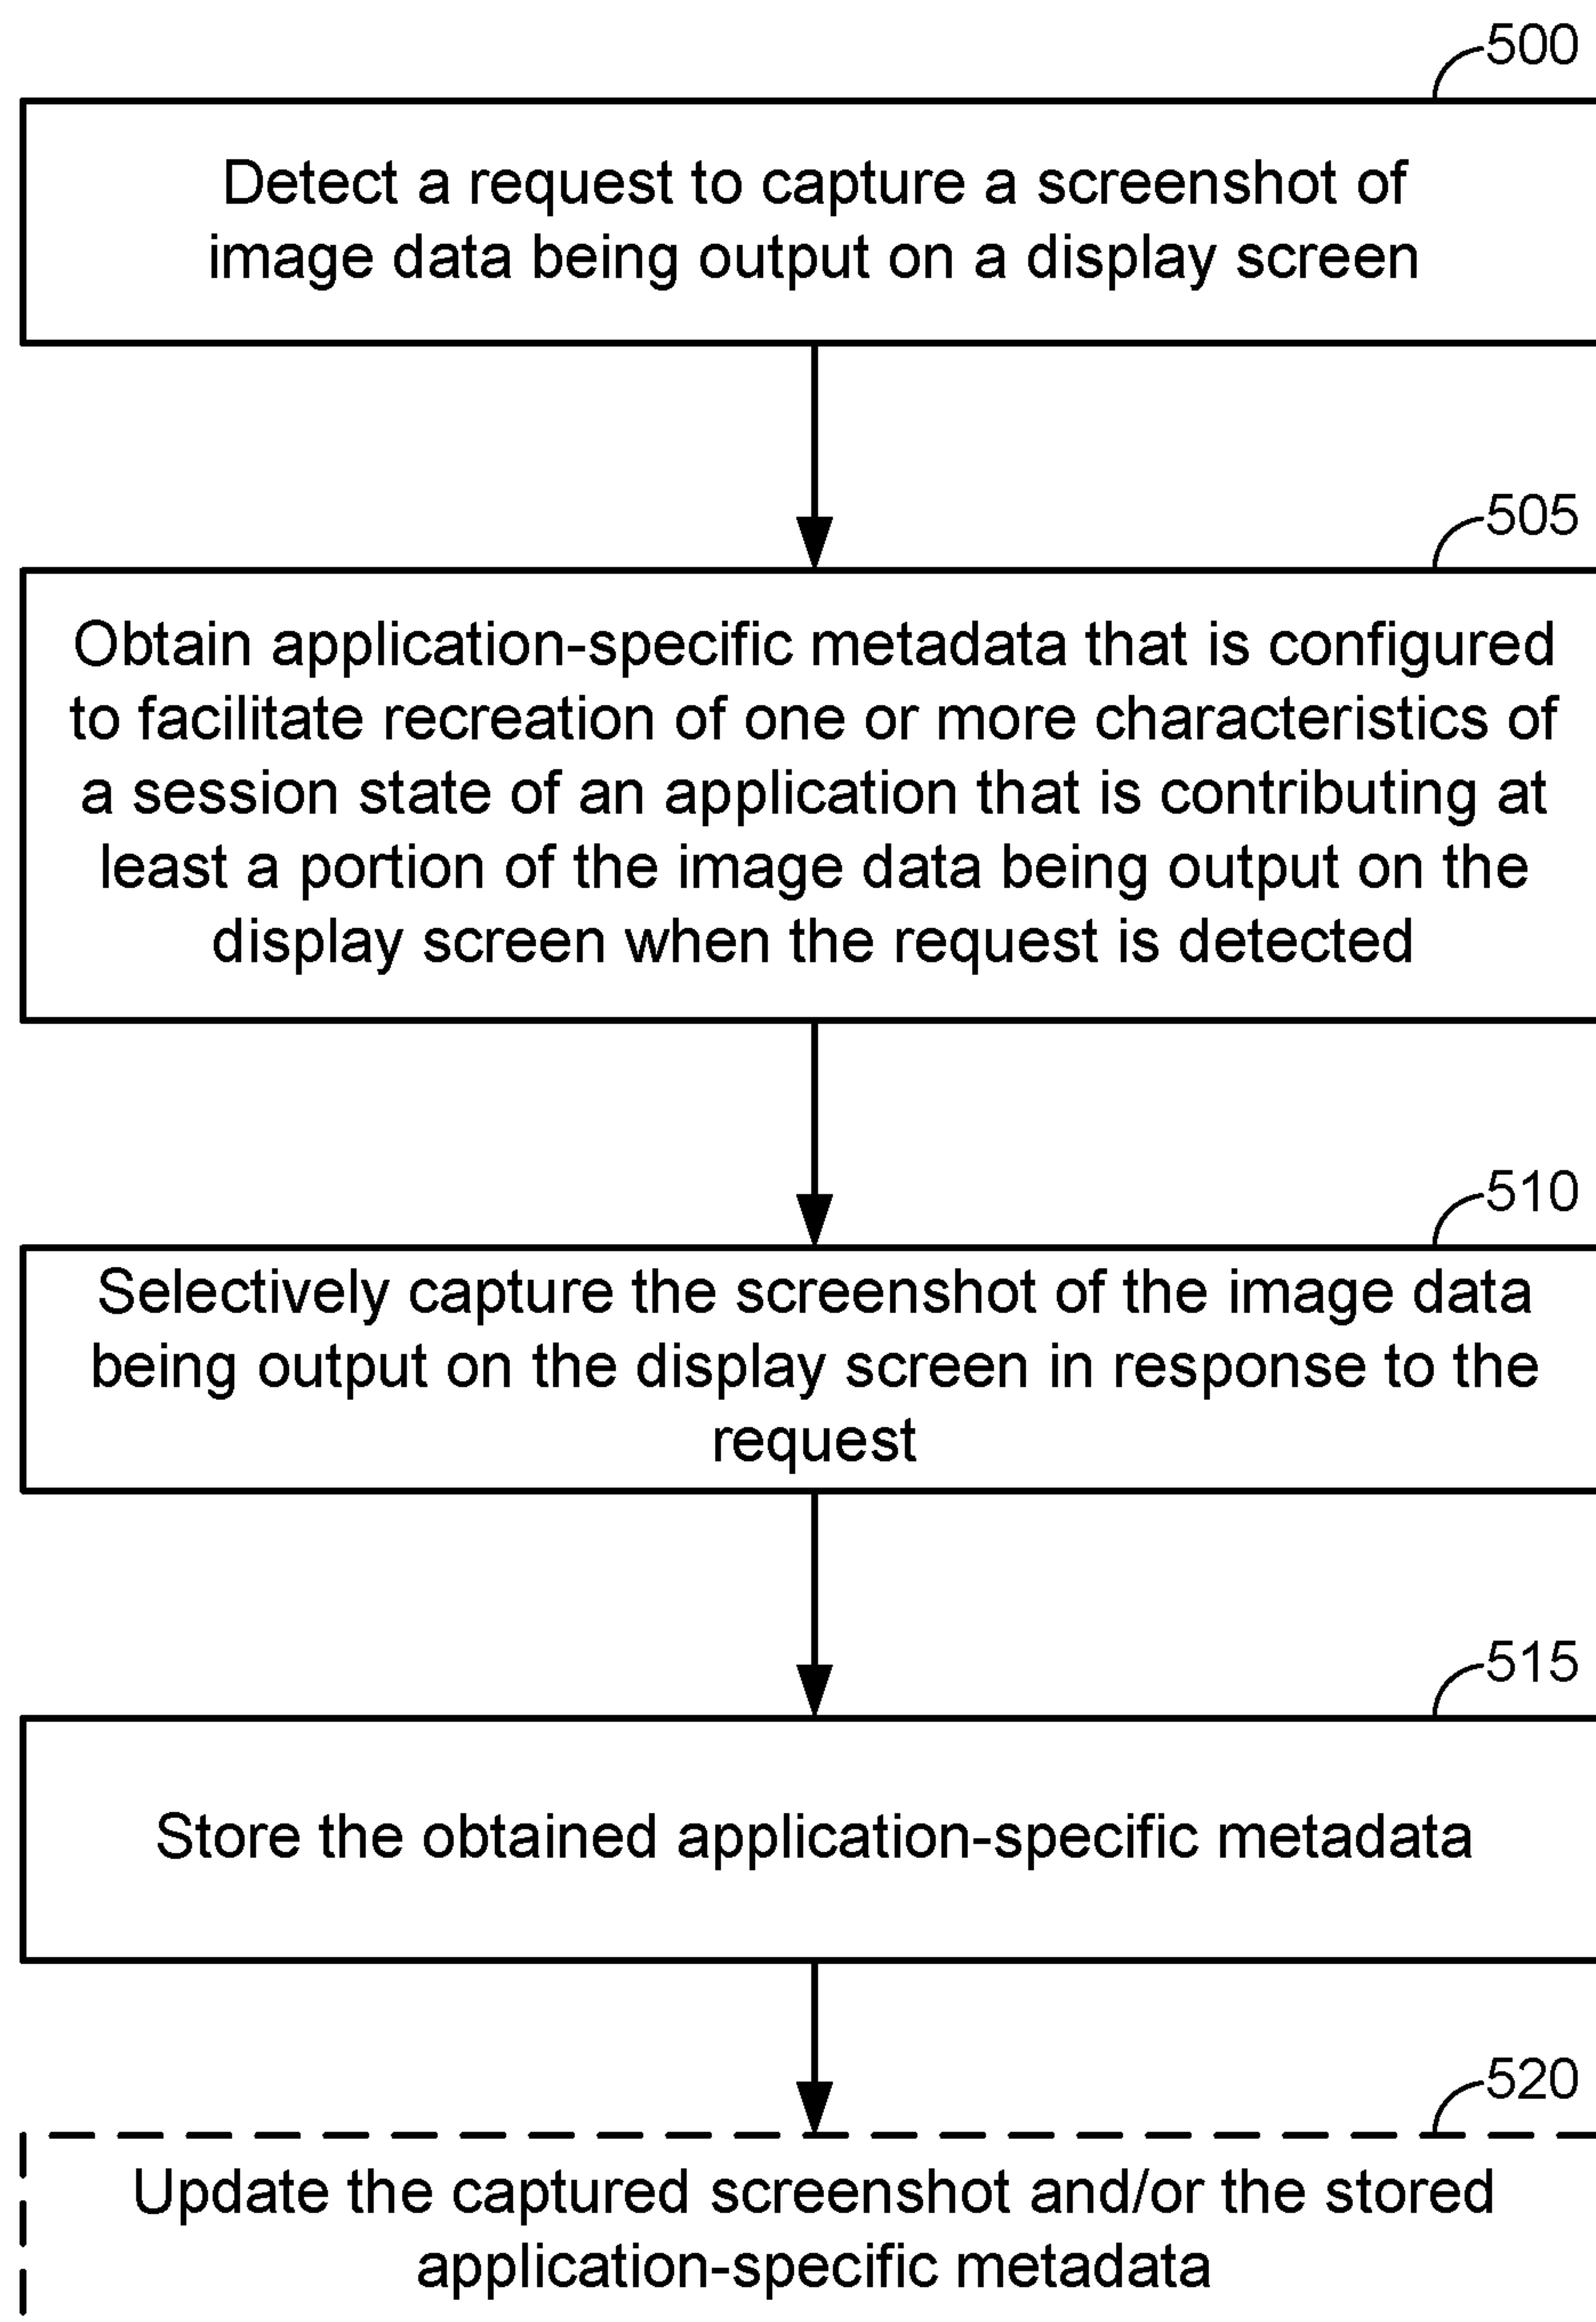 500
Detect a request to capture a screenshot of
image data being output on a display screen
505
Obtain application-specific metadata that is configured
to facilitate recreation of one or more characteristics of
a session state of an application that is contributing at
least a portion of the image data being output on the
display screen when the request is detected
510
Selectively capture the screenshot of the image data
being output on the display screen in response to the
request
515
Store the obtained application-specific metadata
520
Update the captured screenshot and/or the stored
application-specific metadata